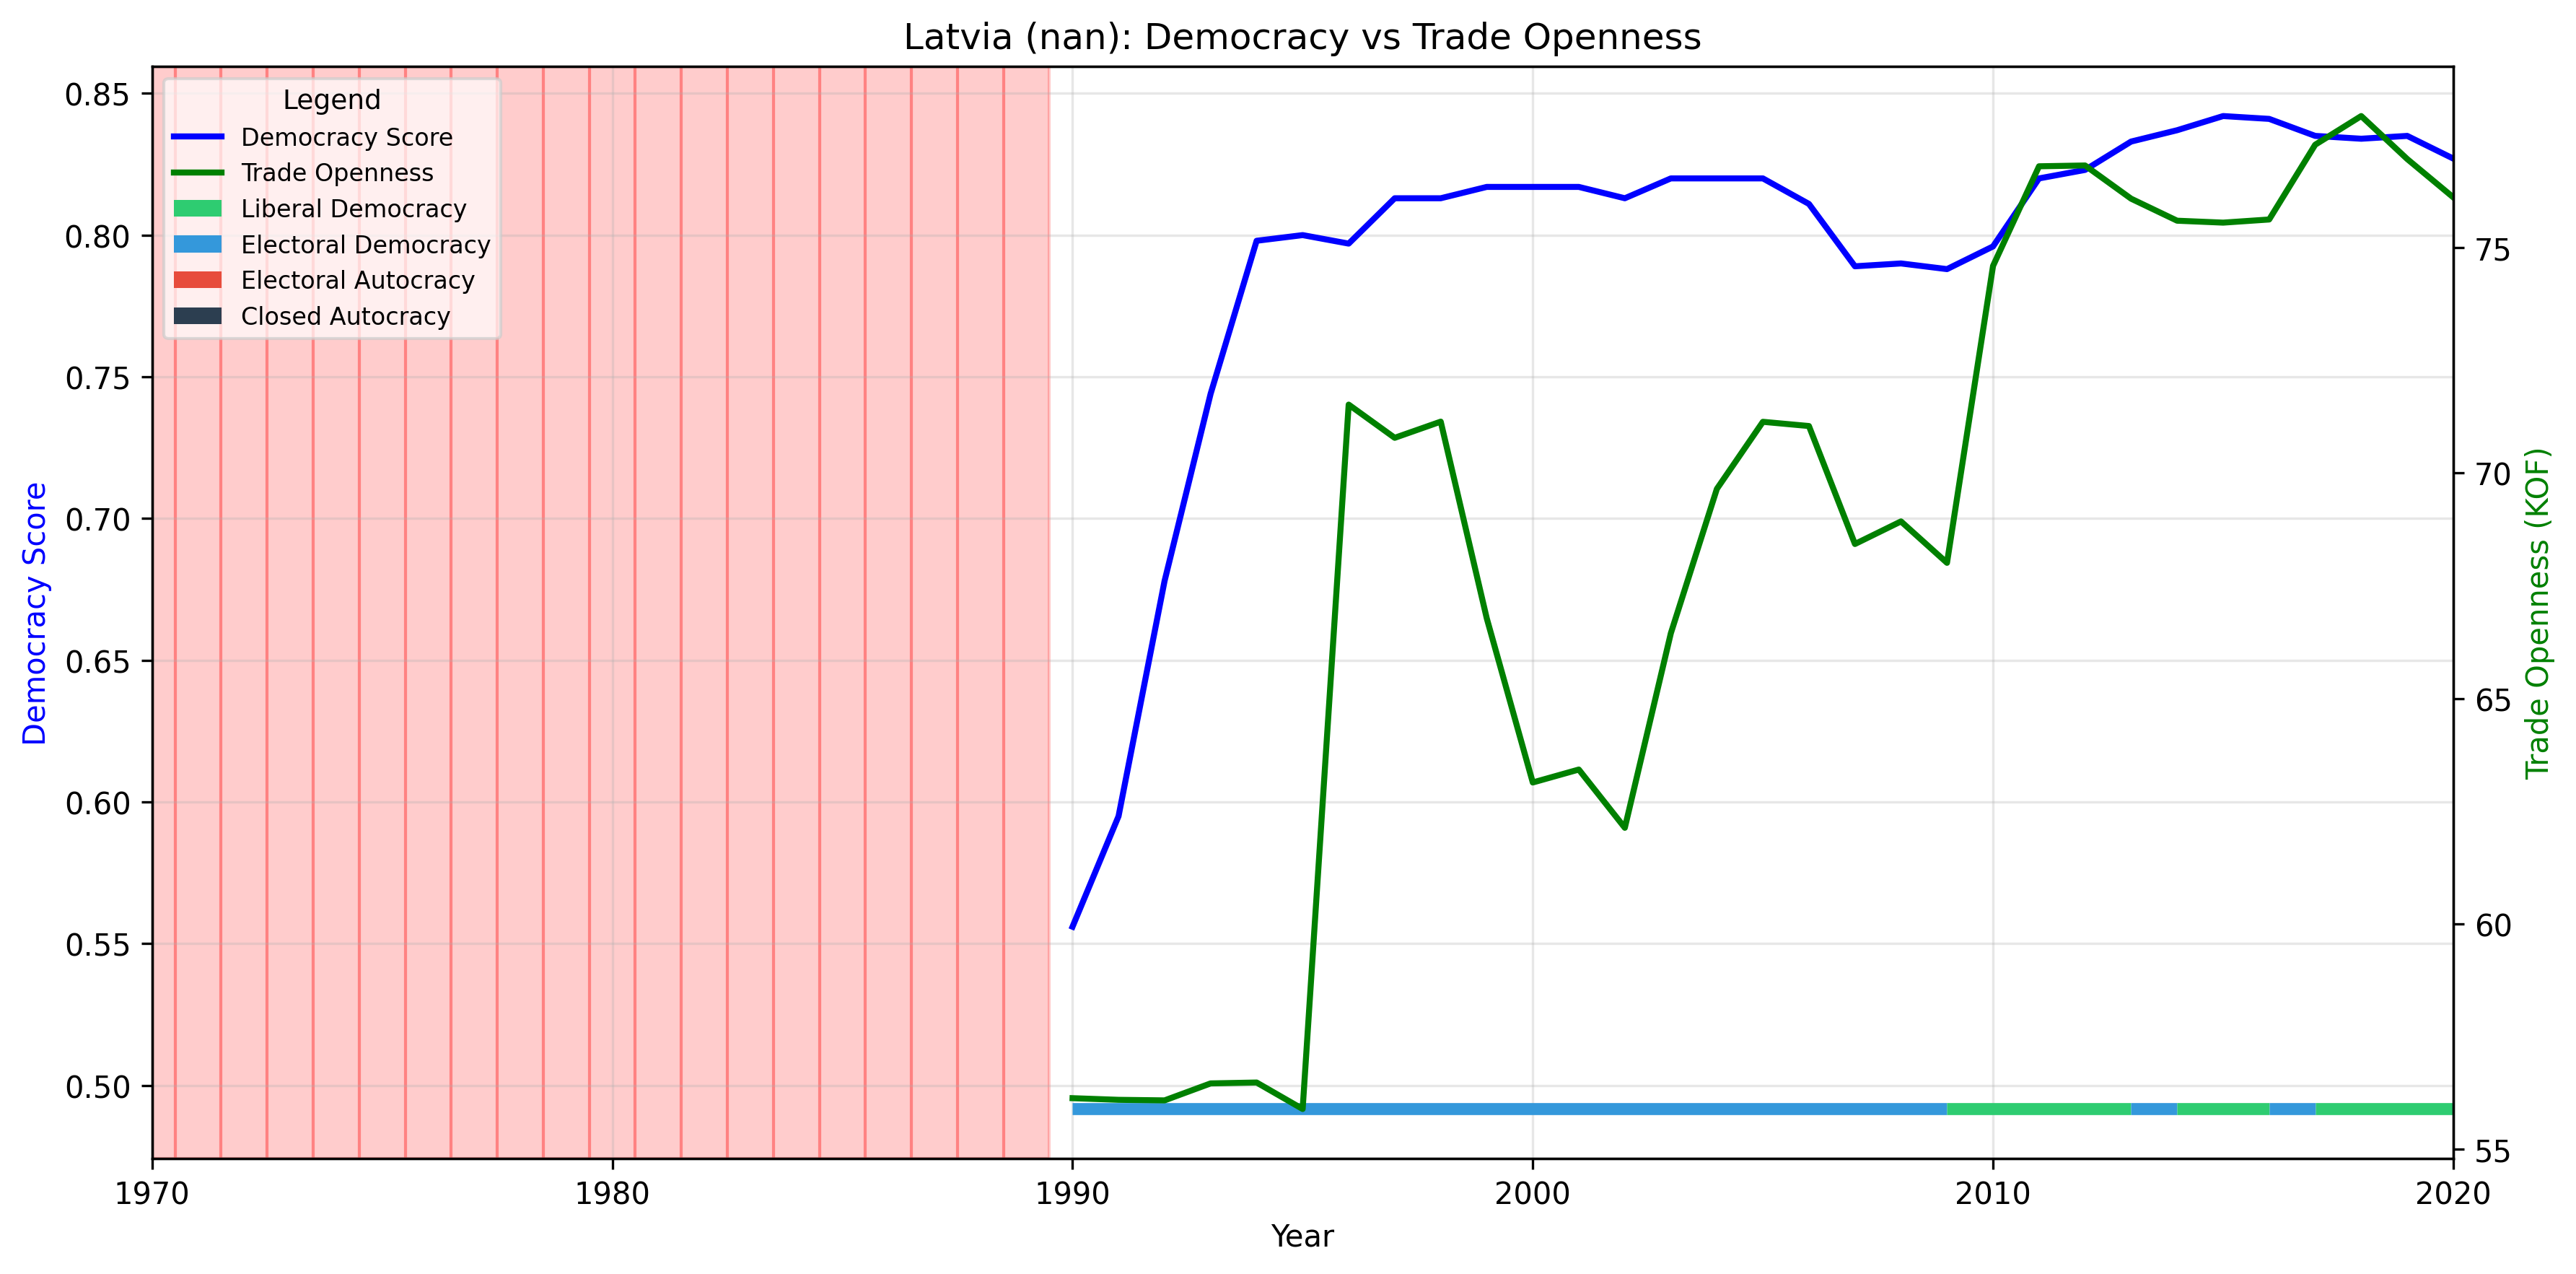 Latvia (nan): Democracy vs Trade Openness
Legend
Democracy Score
Trade Openness
Liberal Democracy
Electoral Democracy
Electoral Autocracy
Closed Autocracy
Democracy Score
0.85
0.80
0.75
0.70
0.65
0.60
0.55
0.50
Trade Openness (KOF)
75
70
65
60
55
1970
1980
1990
2000
2010
2020
Year